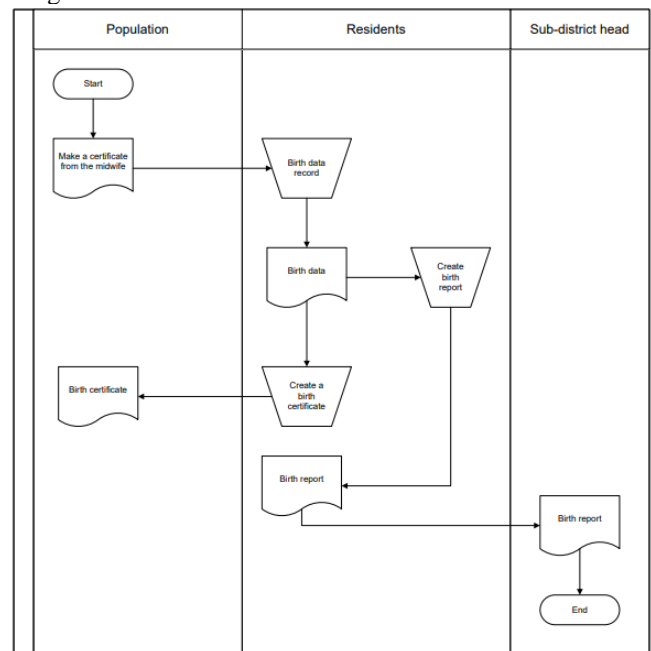 Population
Residents
Sub-district head
Start
Make a certificate
from the midwife
Birth data
record
Birth data
Create
birth
report
Birth certificate
Create a
birth
certificate
Birth report
Birth report
End